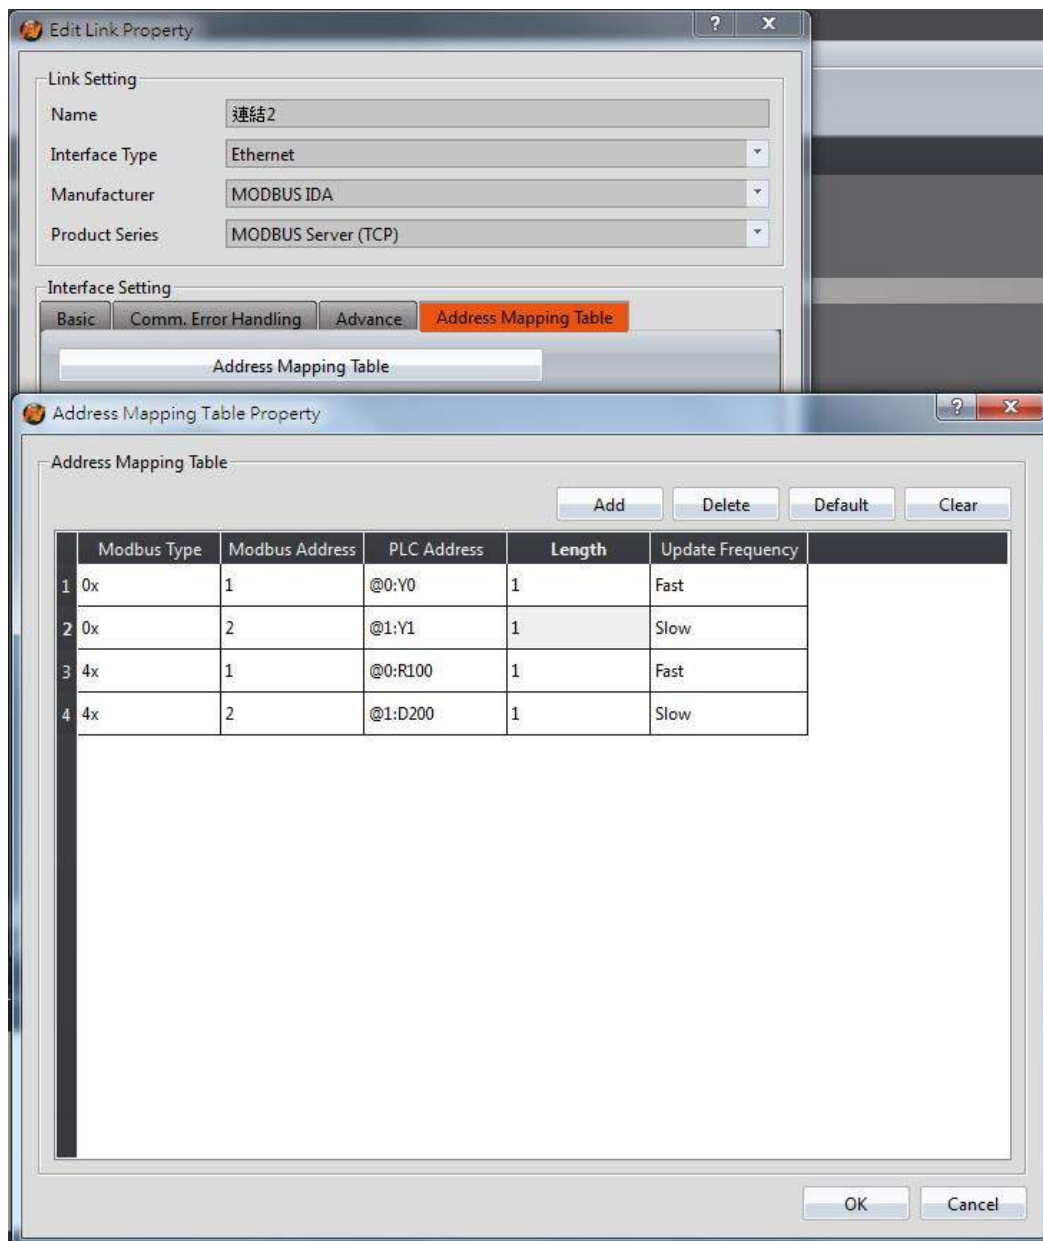 Edit Link Property
Link Setting
Name 連結2
Interface Type Ethernet
Manufacturer MODBUS IDA
Product Series MODBUS Server (TCP)
Interface Setting
Basic Comm. Error Handling Advance Address Mapping Table
Address Mapping Table
Address Mapping Table Property
Address Mapping Table
Add Delete Default Clear
Modbus Type Modbus Address PLC Address Length Update Frequency
1 0x 1 @0:Y0 1 Fast
2 0x 2 @1:Y1 1 Slow
3 4x 1 @0:R100 1 Fast
4 4x 2 @1:D200 1 Slow
OK Cancel